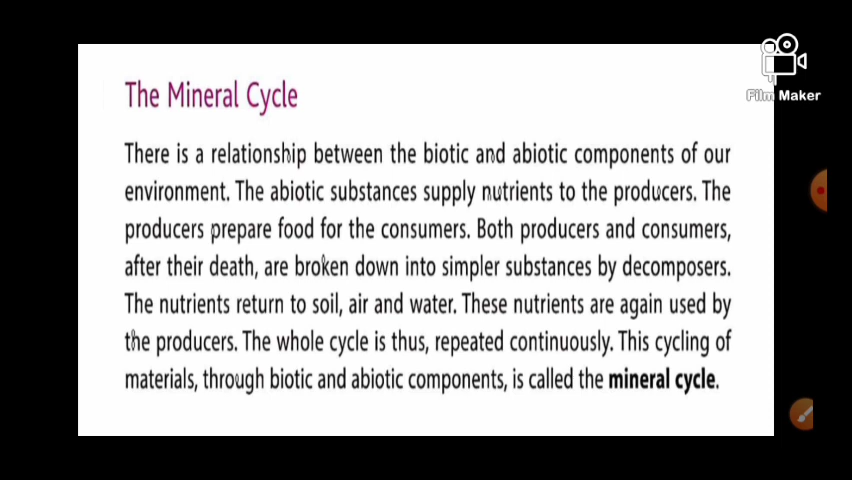 Film Maker
The Mineral Cycle
There is a relationship between the biotic and abiotic components of our
environment. The abiotic substances supply nutrients to the producers. The
producers prepare food for the consumers. Both producers and consumers,
after their death, are broken down into simpler substances by decomposers.
The nutrients return to soil, air and water. These nutrients are again used by
the producers. The whole cycle is thus, repeated continuously. This cycling of
materials, through biotic and abiotic components, is called the mineral cycle.